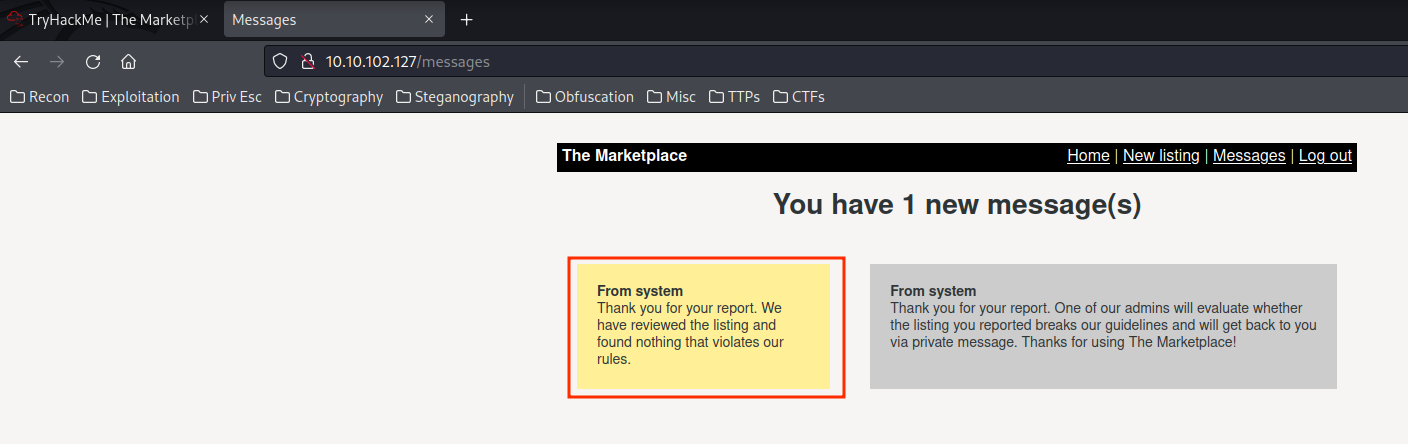 TryHackMe | The Marketp
Messages
10.10.102.127/messages
Recon Exploitation Priv Esc Cryptography Steganography Obfuscation Misc TTPs CTFs
The Marketplace Home | New listing | Messages | Log out
You have 1 new message(s)
From system
Thank you for your report. We
have reviewed the listing and
found nothing that violates our
rules.
From system
Thank you for your report. One of our admins will evaluate whether
the listing you reported breaks our guidelines and will get back to you
via private message. Thanks for using The Marketplace!